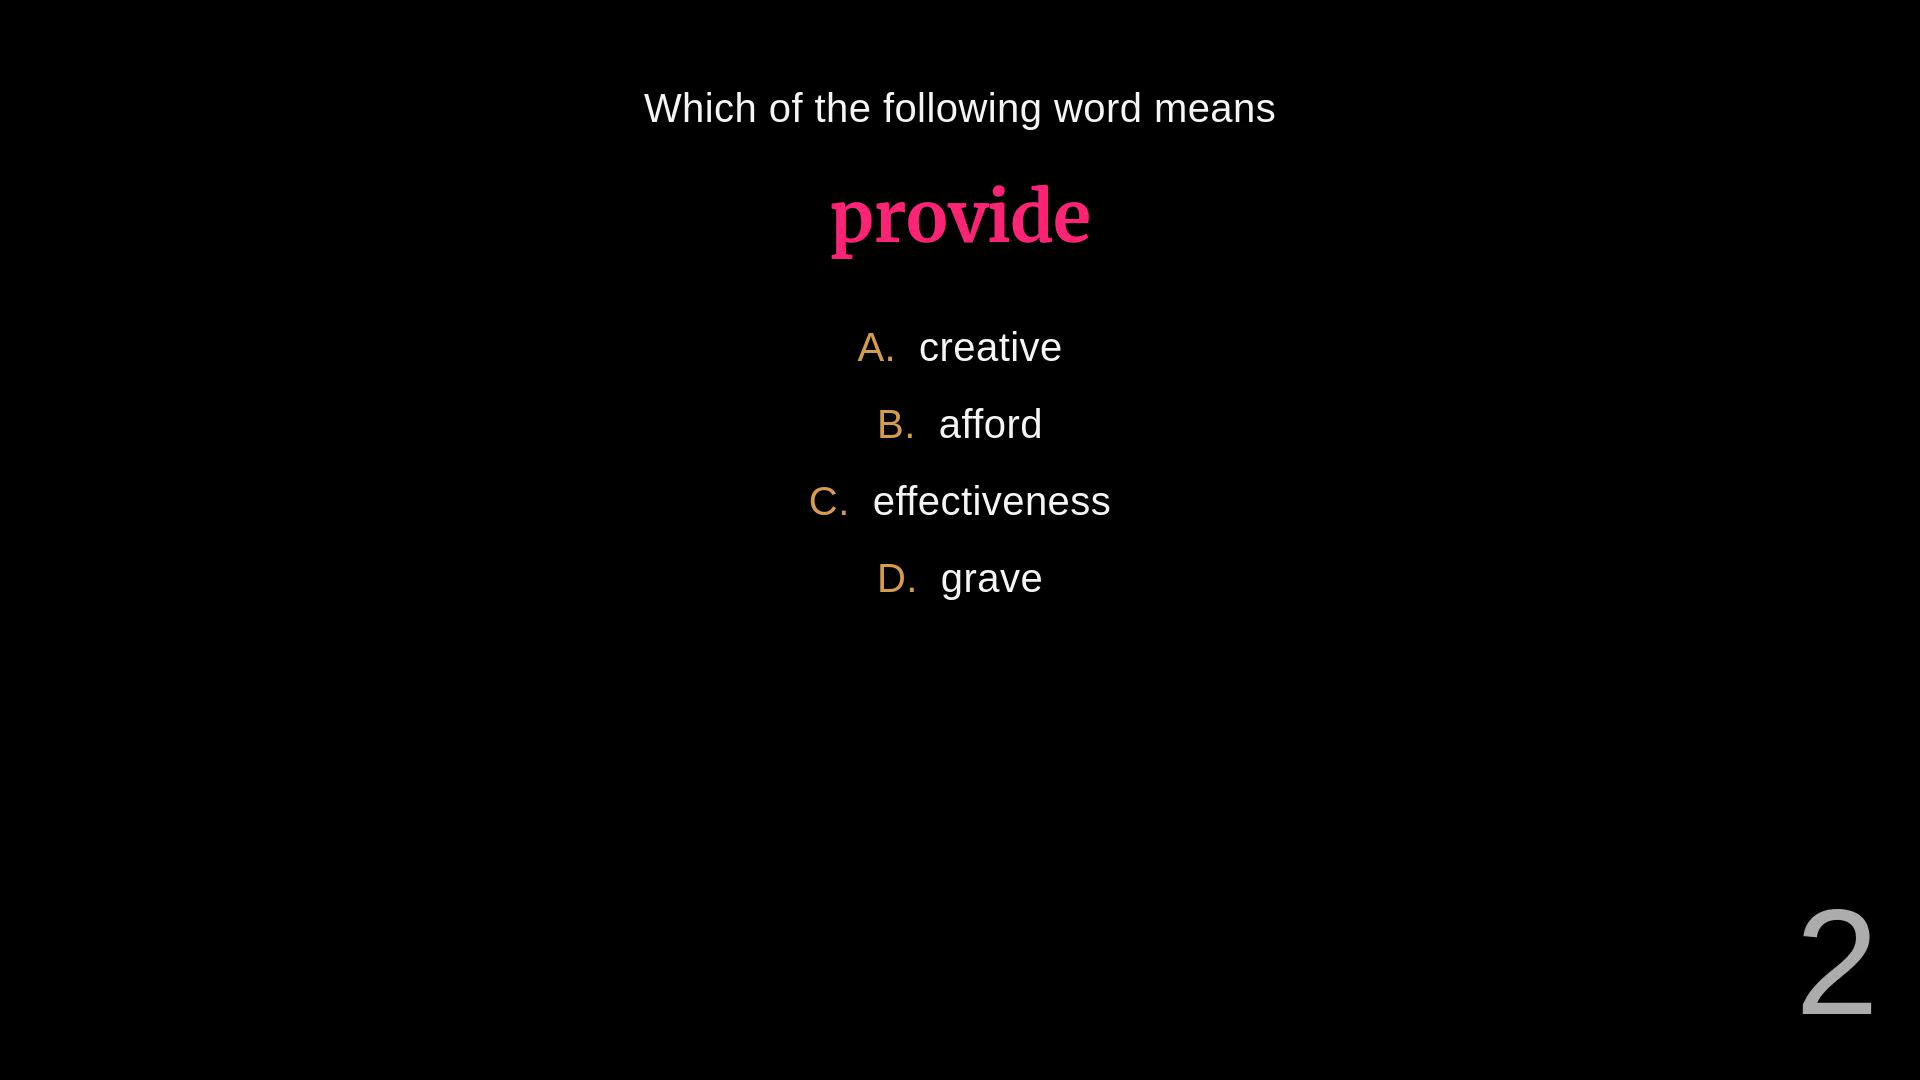 Which of the following word means
provide
A. creative
B. afford
C. effectiveness
D. grave
2